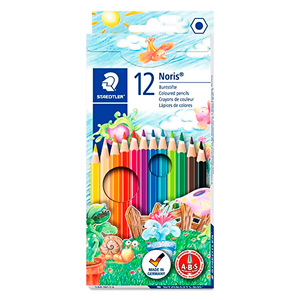 STAEDTLER
12 Noris®
Buntstifte
Coloured pencils
Crayons de couleur
Lápices de colores
MADE IN
GERMANY
A·B·S